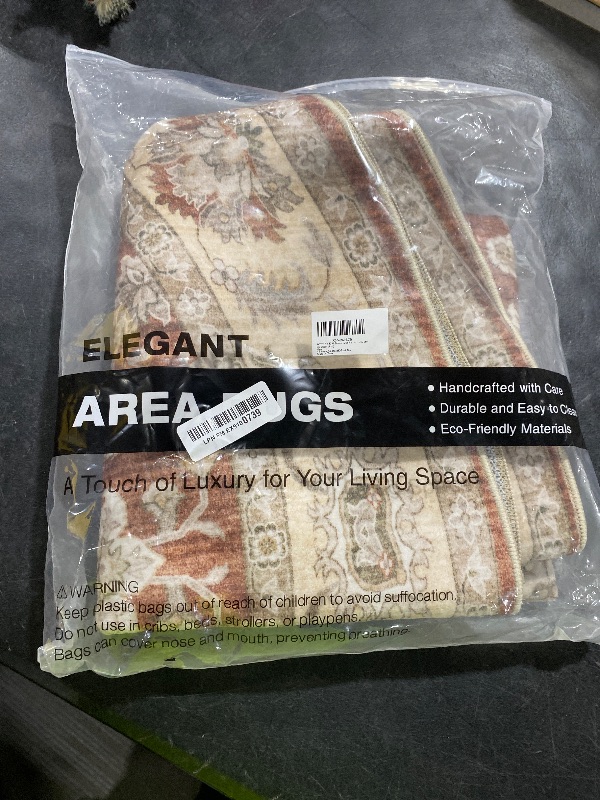 ELEGANT
AREA RUGS
• Handcrafted with Care
• Durable and Easy to Clean
• Eco-Friendly Materials
A Touch of Luxury for Your Living Space
⚠ WARNING
Keep plastic bags out of reach of children to avoid suffocation.
Do not use in cribs, beds, strollers, or playpens.
Bags can cover nose and mouth, preventing breathing.